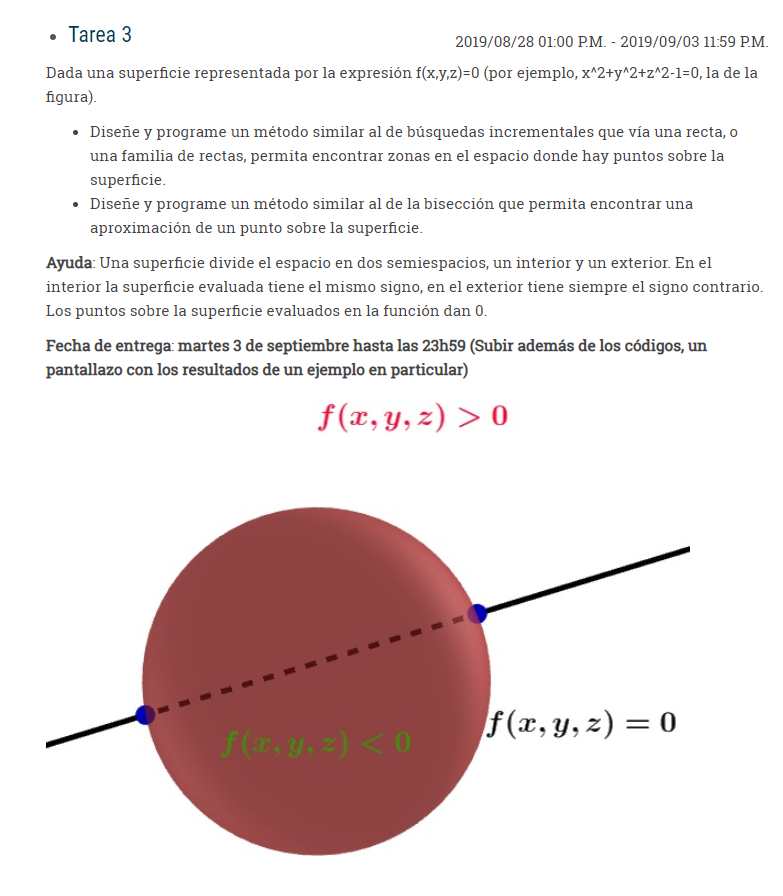 Tarea 3
2019/08/28 01:00 P.M. - 2019/09/03 11:59 P.M.
Dada una superficie representada por la expresión f(x,y,z)=0 (por ejemplo, x^2+y^2+z^2-1=0, la de la
figura).
Diseñe y programe un método similar al de búsquedas incrementales que vía una recta, o
una familia de rectas, permita encontrar zonas en el espacio donde hay puntos sobre la
superficie.
Diseñe y programe un método similar al de la bisección que permita encontrar una
aproximación de un punto sobre la superficie.
Ayuda: Una superficie divide el espacio en dos semiespacios, un interior y un exterior. En el
interior la superficie evaluada tiene el mismo signo, en el exterior tiene siempre el signo contrario.
Los puntos sobre la superficie evaluados en la función dan 0.
Fecha de entrega: martes 3 de septiembre hasta las 23h59 (Subir además de los códigos, un
pantallazo con los resultados de un ejemplo en particular)
f(x, y, z) > 0
f(x, y, z) = 0
f(x, y, z) < 0